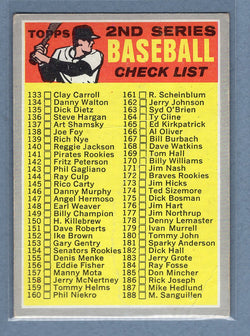 TOPPS
2ND SERIES
BASEBALL
CHECK LIST
133 Clay Carroll
134 Danny Walton
135 Dick Dietz
136 Steve Hargan
137 Art Shamsky
138 Joe Foy
139 Rich Nye
140 Reggie Jackson
141 Pirates Rookies
142 Fritz Peterson
143 Phil Gagliano
144 Ray Culp
145 Rico Carty
146 Danny Murphy
147 Angel Hermoso
148 Earl Weaver
149 Billy Champion
150 H. Killebrew
151 Dave Roberts
151 Ike Brown
153 Gary Gentry
154 Senators Rookies
155 Denis Menke
156 Eddie Fisher
157 Manny Mota
158 Jerry McNertney
159 Tommy Helms
160 Phil Niekro
161 R. Scheinblum
162 Jerry Johnson
163 Syd O'Brien
164 Ty Cline
165 Ed Kirkpatrick
166 Al Oliver
167 Bill Burbach
168 Dave Watkins
169 Tom Hall
170 Billy Williams
171 Jim Nash
172 Braves Rookies
173 Jim Hicks
174 Ted Sizemore
175 Dick Bosman
176 Jim Hart
177 Jim Northrup
178 Denny Lemaster
179 Ivan Murrell
180 Tommy John
181 Sparky Anderson
182 Dick Hall
183 Jerry Grote
184 Ray Fosse
185 Don Mincher
186 Rick Joseph
187 Mike Hedlund
188 M. Sanguillen